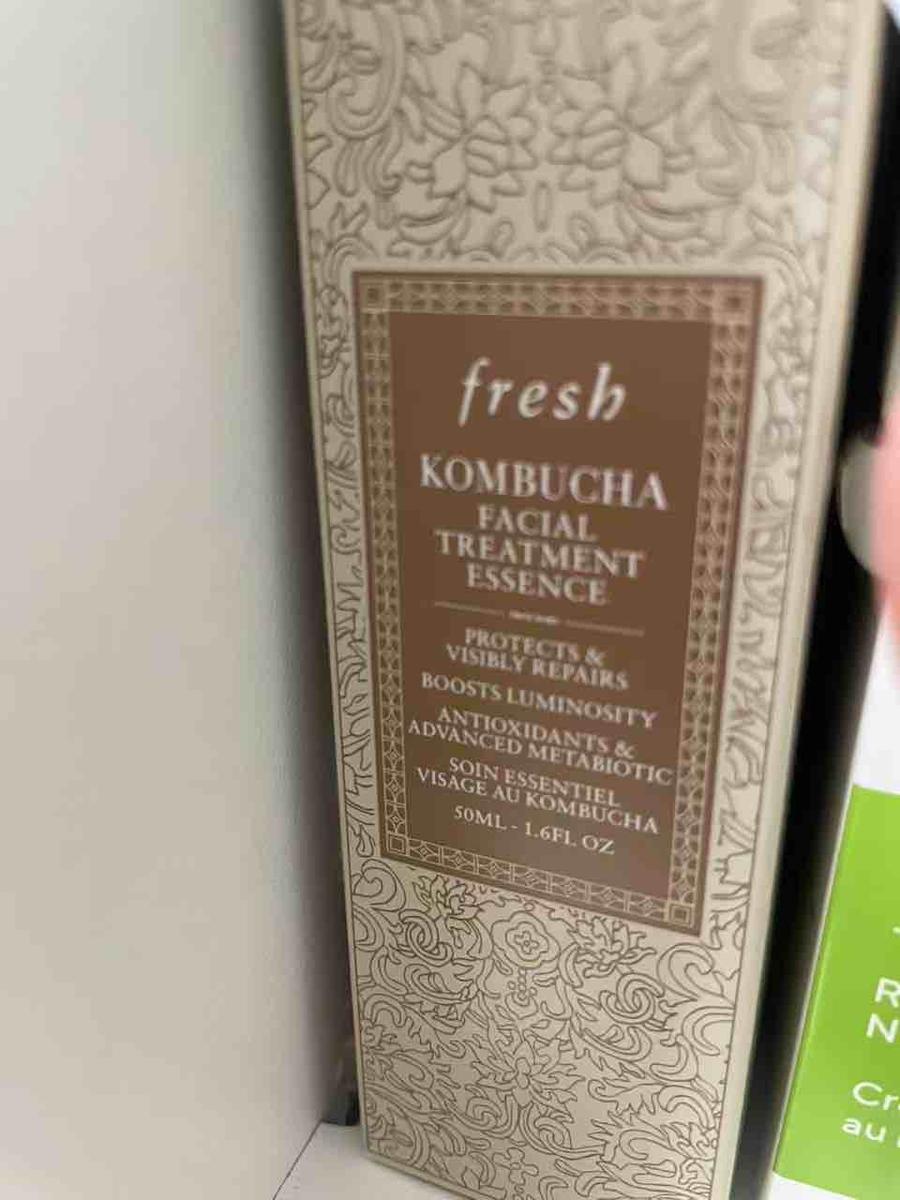 fresh
KOMBUCHA
FACIAL
TREATMENT
ESSENCE
PROTECTS &
VISIBLY REPAIRS
BOOSTS LUMINOSITY
ANTIOXIDANTS &
ADVANCED METABIOTIC
SOIN ESSENTIEL
VISAGE AU KOMBUCHA
50ML - 1.6FL OZ
au